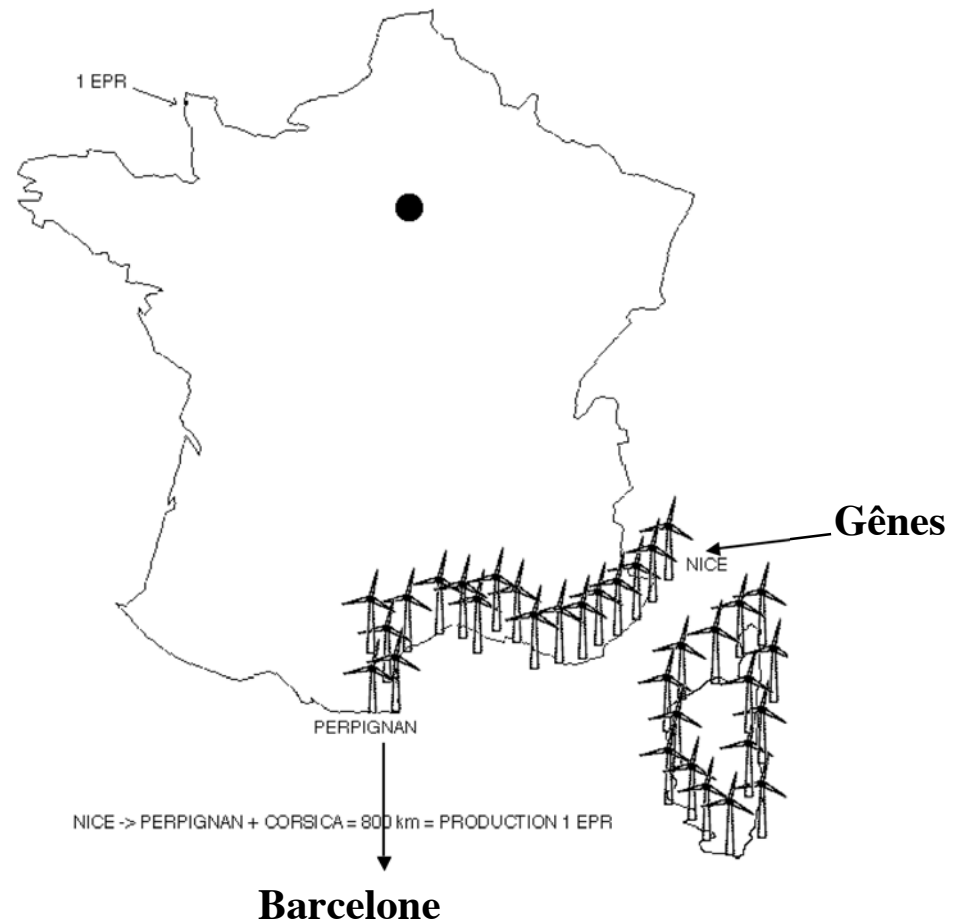 1 EPR
Gênes
NICE
PERPIGNAN
NICE -> PERPIGNAN + CORSICA = 800 km = PRODUCTION 1 EPR
Barcelone